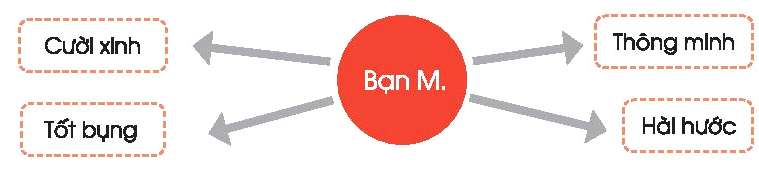 Cười xinh
Thông minh
Bạn M.
Tốt bụng
Hài hước